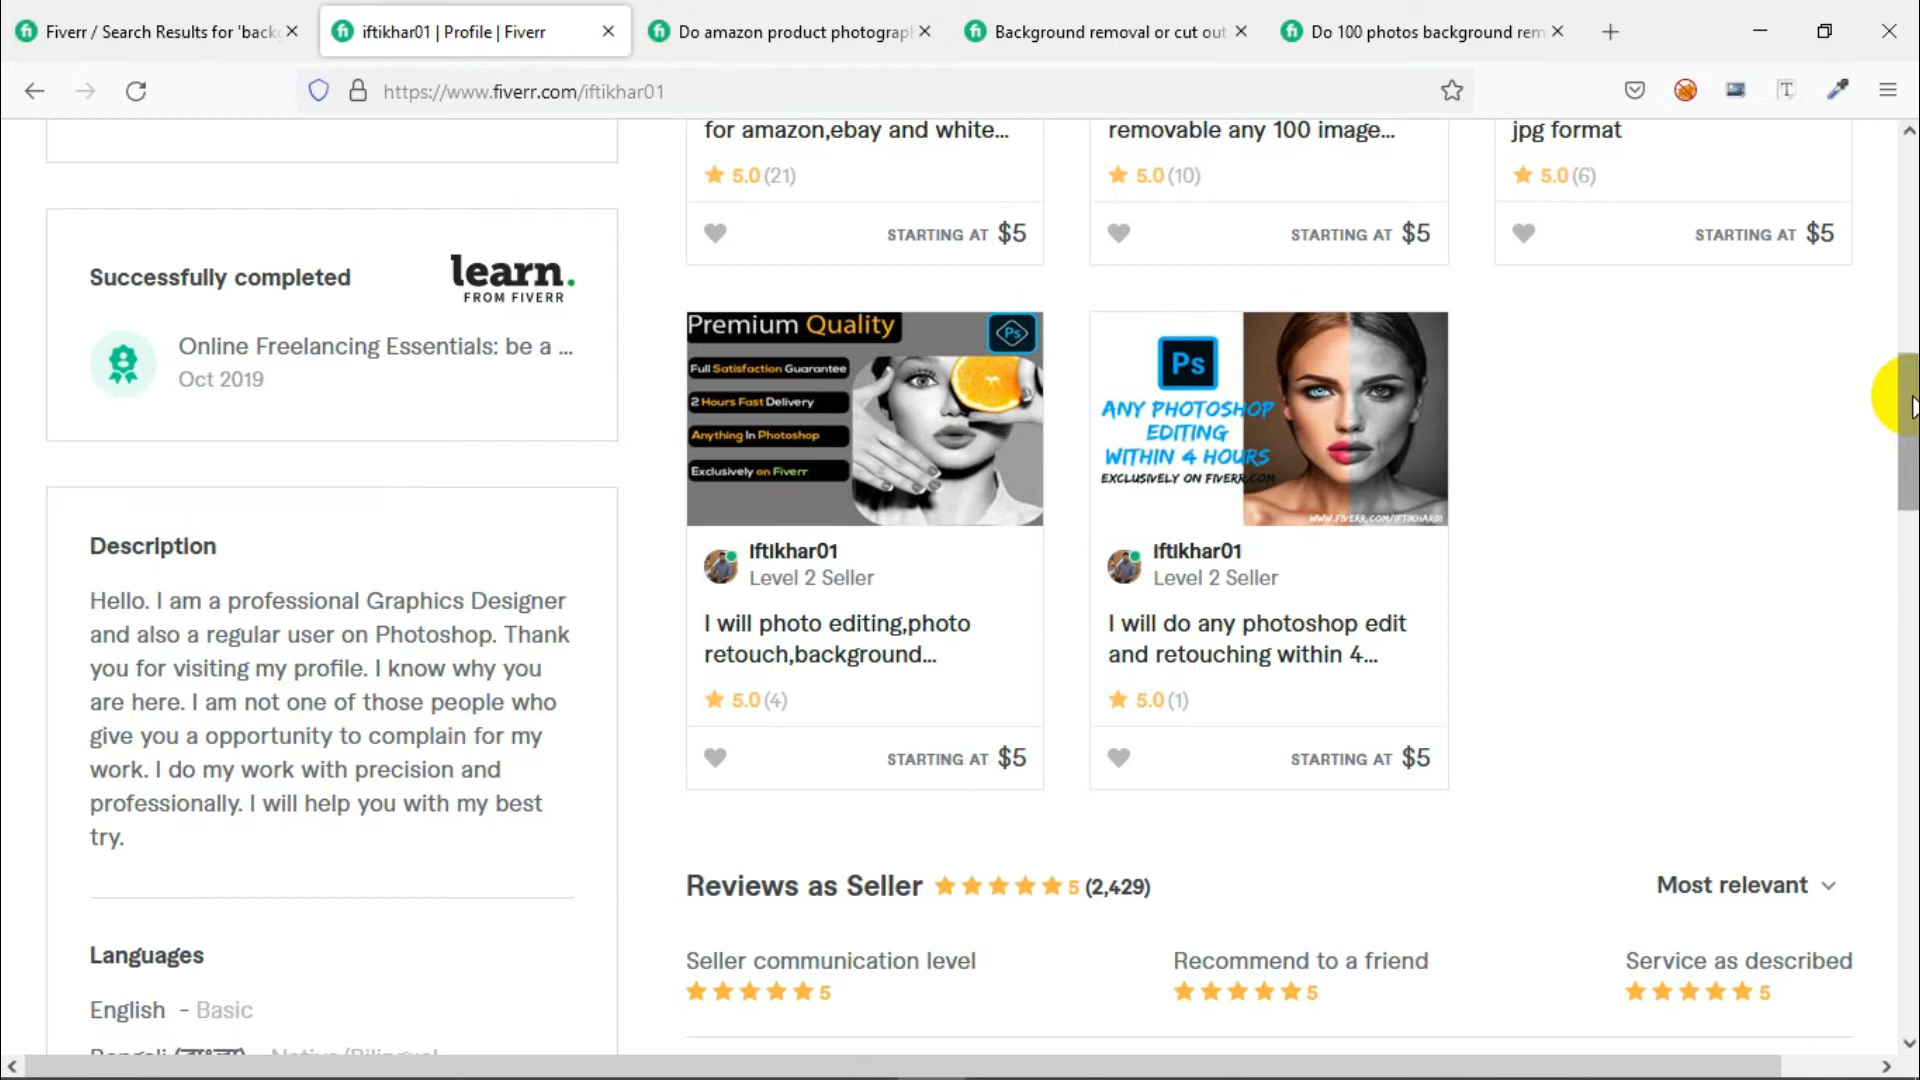 Fiverr / Search Results for 'backg
iftikhar01 | Profile | Fiverr
Do amazon product photograp
Background removal or cut out
Do 100 photos background rem
https://www.fiverr.com/iftikhar01
for amazon,ebay and white...
5.0 (21)
STARTING AT $5
removable any 100 image...
5.0 (10)
STARTING AT $5
jpg format
5.0 (6)
STARTING AT $5
Successfully completed
learn.
FROM FIVERR
Online Freelancing Essentials: be a ...
Oct 2019
Description
Hello. I am a professional Graphics Designer
and also a regular user on Photoshop. Thank
you for visiting my profile. I know why you
are here. I am not one of those people who
give you a opportunity to complain for my
work. I do my work with precision and
professionally. I will help you with my best
try.
Languages
English - Basic
Premium Quality
Ps
Full Satisfaction Guarantee
2 Hours Fast Delivery
Anything In Photoshop
Exclusively on Fiverr
iftikhar01
Level 2 Seller
I will photo editing,photo
retouch,background...
5.0 (4)
STARTING AT $5
Ps
ANY PHOTOSHOP
EDITING
WITHIN 4 HOURS
EXCLUSIVELY ON FIVERR.COM
WWW.FIVERR.COM/IFTIKHAR01
iftikhar01
Level 2 Seller
I will do any photoshop edit
and retouching within 4...
5.0 (1)
STARTING AT $5
Reviews as Seller 5 (2,429)
Most relevant
Seller communication level
5
Recommend to a friend
5
Service as described
5